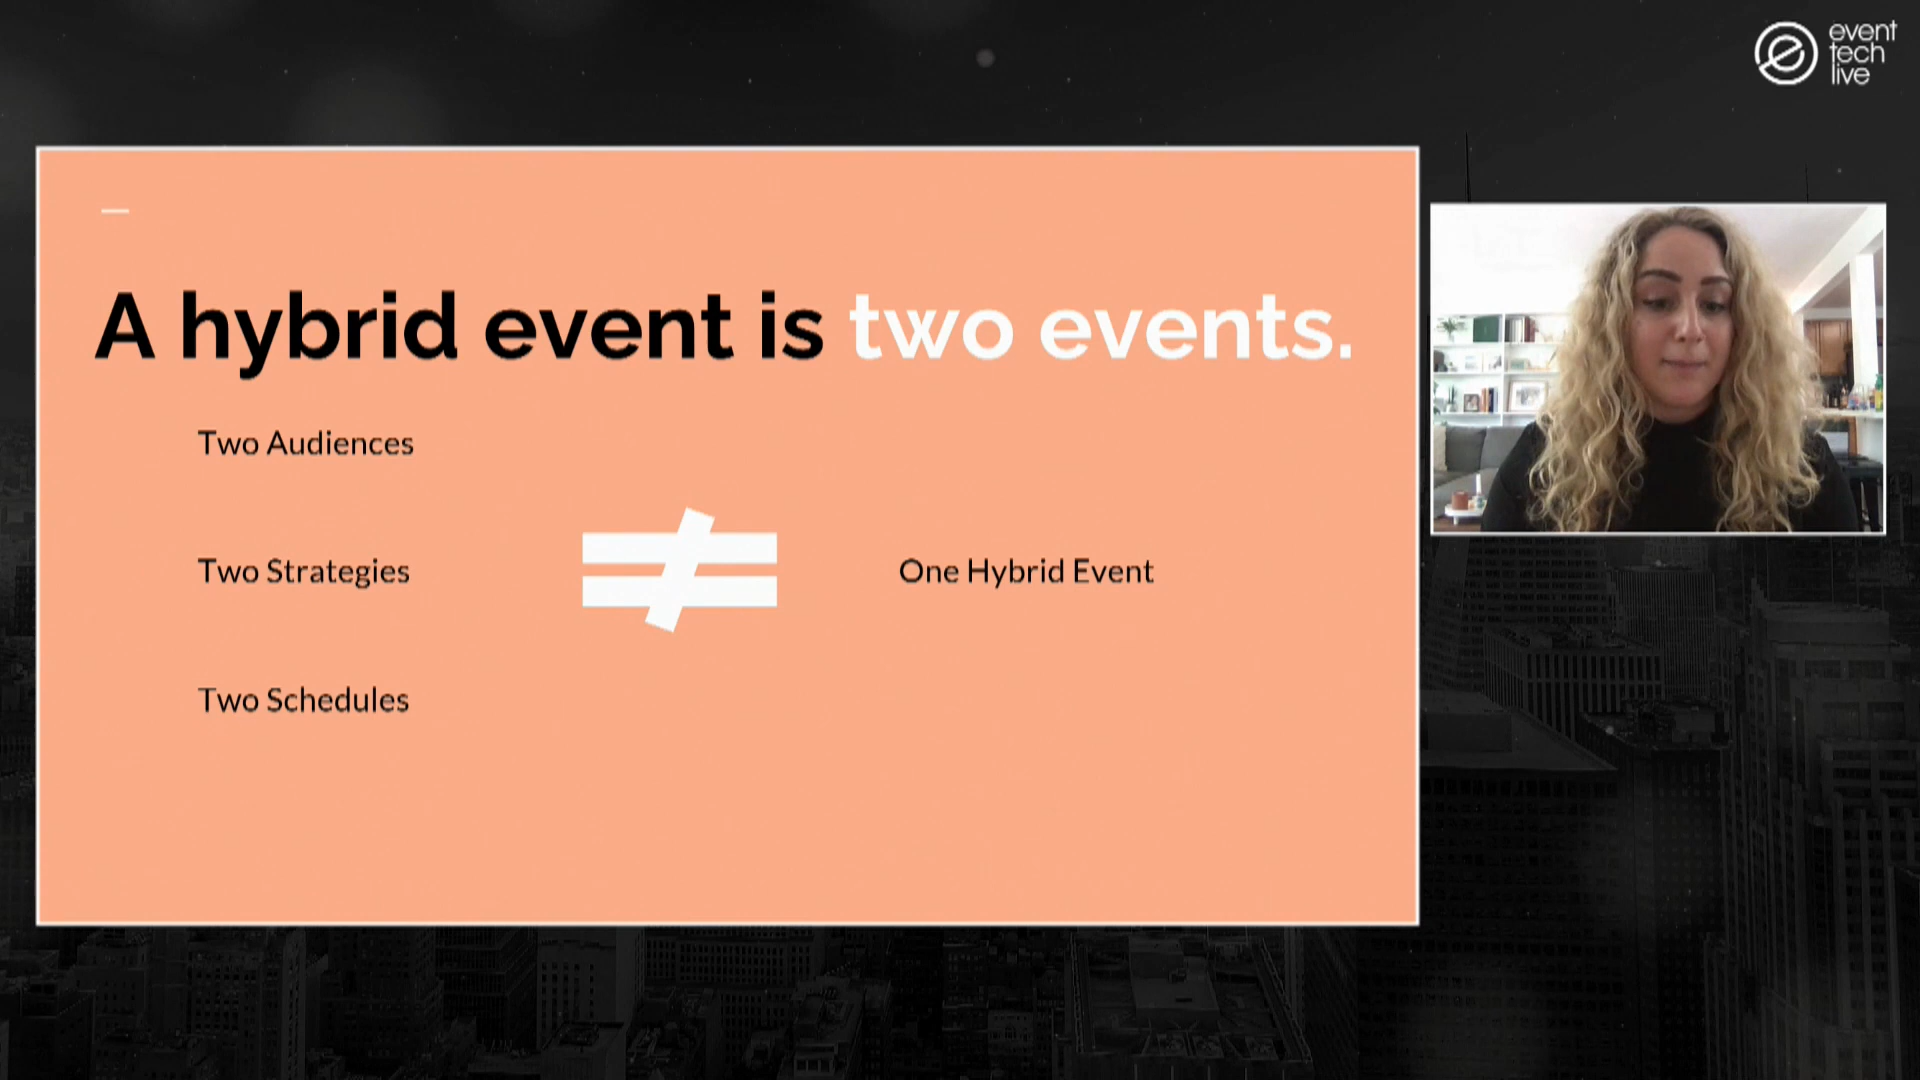 event
tech
live
A hybrid event is two events.
Two Audiences
Two Strategies
≠
One Hybrid Event
Two Schedules